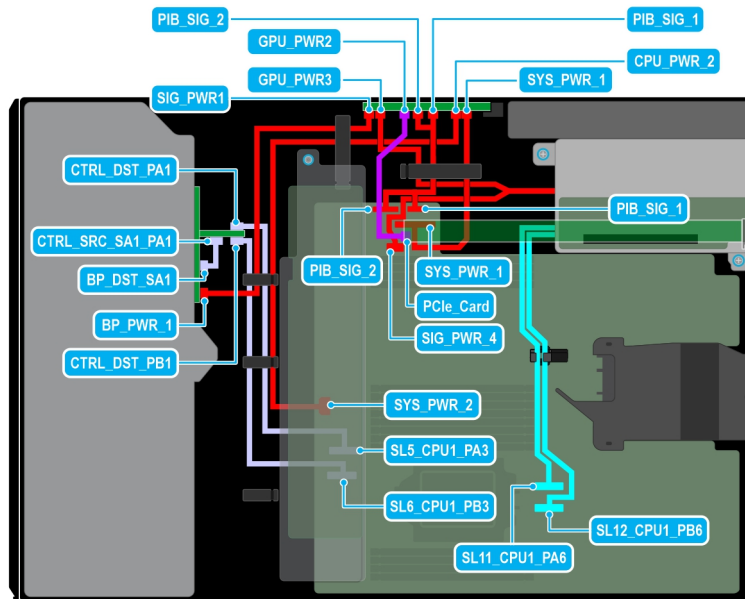 PIB_SIG_2
PIB_SIG_1
GPU_PWR2
CPU_PWR_2
GPU_PWR3
SYS_PWR_1
SIG_PWR1
CTRL_DST_PA1
PIB_SIG_1
CTRL_SRC_SA1_PA1
PIB_SIG_2
SYS_PWR_1
BP_DST_SA1
PCIe_Card
BP_PWR_1
SIG_PWR_4
CTRL_DST_PB1
SYS_PWR_2
SL5_CPU1_PA3
SL6_CPU1_PB3
SL12_CPU1_PB6
SL11_CPU1_PA6